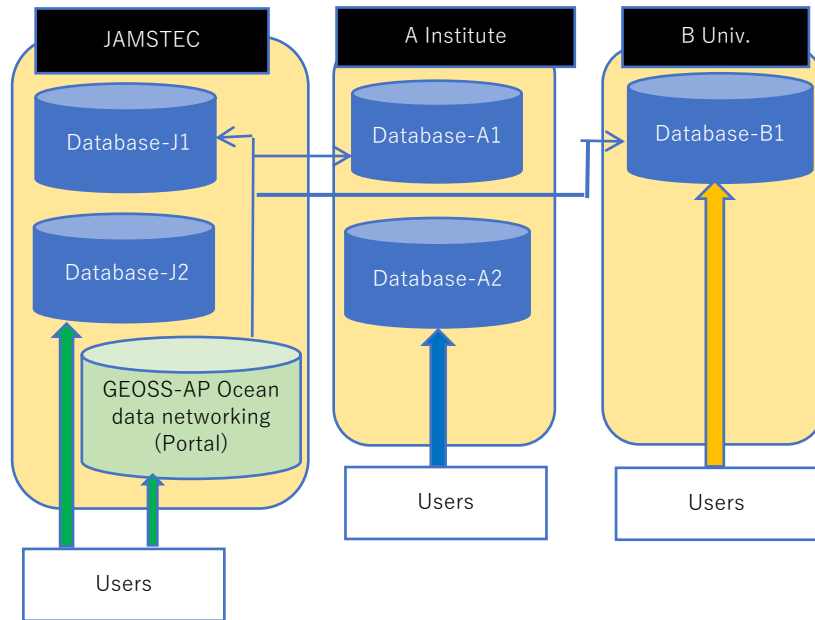 JAMSTEC
A Institute
B Univ.
Database-J1
Database-A1
Database-B1
Database-J2
Database-A2
GEOSS-AP Ocean
data networking
(Portal)
Users
Users
Users